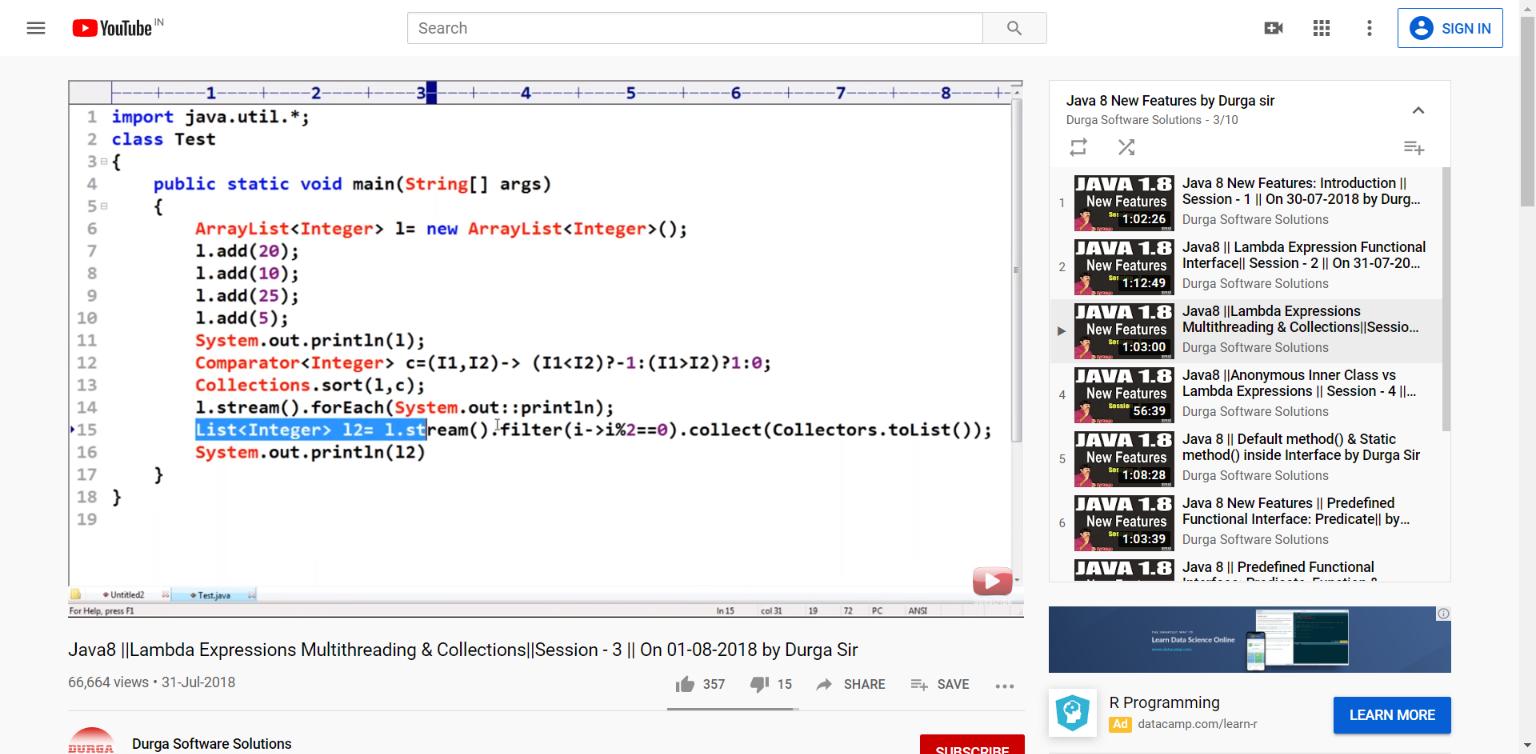 YouTube IN
Search
SIGN IN
1 2 3 4 5 6 7 8
1 import java.util.*;
2 class Test
3 {
4 public static void main(String[] args)
5 {
6 ArrayList<Integer> l= new ArrayList<Integer>();
7 l.add(20);
8 l.add(10);
9 l.add(25);
10 l.add(5);
11 System.out.println(l);
12 Comparator<Integer> c=(I1,I2)-> (I1<I2)?-1:(I1>I2)?1:0;
13 Collections.sort(l,c);
14 l.stream().forEach(System.out::println);
15 List<Integer> l2= l.stream().filter(i->i%2==0).collect(Collectors.toList());
16 System.out.println(l2)
17 }
18 }
19
Untitled2 Test.java
For Help, press F1 ln 15 col 31 19 72 PC ANSI
Java8 ||Lambda Expressions Multithreading & Collections||Session - 3 || On 01-08-2018 by Durga Sir
66,664 views • 31-Jul-2018
357 15 SHARE SAVE
DURGA
Durga Software Solutions
SUBSCRIBE
Java 8 New Features by Durga sir
Durga Software Solutions - 3/10
1
JAVA 1.8
New Features
1:02:26
Java 8 New Features: Introduction ||
Session - 1 || On 30-07-2018 by Durg...
Durga Software Solutions
2
JAVA 1.8
New Features
1:12:49
Java8 || Lambda Expression Functional
Interface|| Session - 2 || On 31-07-20...
Durga Software Solutions
JAVA 1.8
New Features
1:03:00
Java8 ||Lambda Expressions
Multithreading & Collections||Sessio...
Durga Software Solutions
4
JAVA 1.8
New Features
56:39
Java8 ||Anonymous Inner Class vs
Lambda Expressions || Session - 4 ||...
Durga Software Solutions
5
JAVA 1.8
New Features
1:08:28
Java 8 || Default method() & Static
method() inside Interface by Durga Sir
Durga Software Solutions
6
JAVA 1.8
New Features
1:03:39
Java 8 New Features || Predefined
Functional Interface: Predicate|| by...
Durga Software Solutions
JAVA 1.8
Java 8 || Predefined Functional
Interface: Predicate, Function &
Learn Data Science Online
www.datacamp.com
R Programming
Ad datacamp.com/learn-r
LEARN MORE